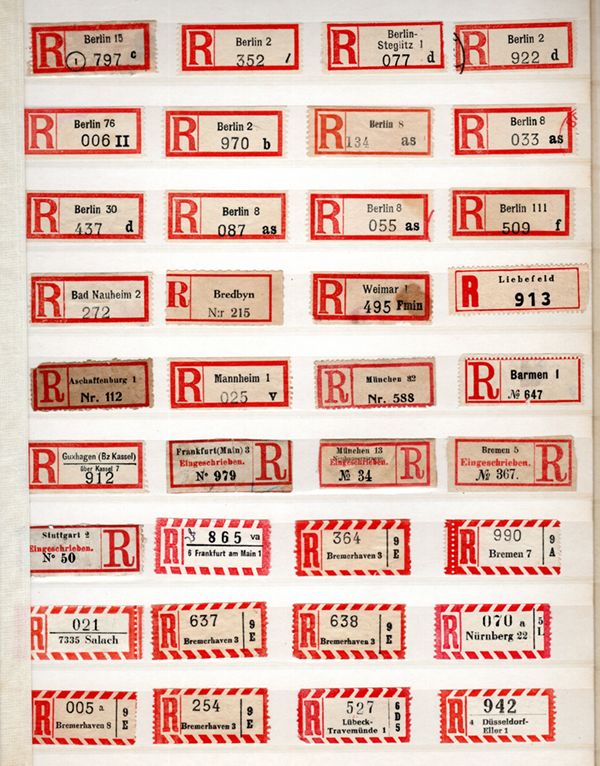 R Berlin 15
1 797 c
R Berlin 2
352 l
R Berlin-
Steglitz 1
077 d
R Berlin 2
922 d
R Berlin 76
006 II
R Berlin 2
970 b
R Berlin 8
134 as
R Berlin 8
033 as
R Berlin 30
437 d
R Berlin 8
087 as
R Berlin 8
055 as
R Berlin 111
509 f
R Bad Nauheim 2
272
R Bredbyn
N:r 215
R Weimar 1
495 Fmin
R Liebefeld
913
R Aschaffenburg 1
Nr. 112
R Mannheim 1
025 v
R München 82
Nr. 588
R Barmen 1
№ 647
R Guxhagen (Bz Kassel)
über Kassel 7
912
Frankfurt (Main) 3 R
Eingeschrieben.
No 979
München 13 R
Eingeschrieben.
№ 34
Bremen 5 R
Eingeschrieben.
№ 367.
Stuttgart 2 R
Eingeschrieben.
No 50
R 865 va
6 Frankfurt am Main 1
R 364 9
Bremerhaven 3 E
R 990 9
Bremen 7 A
R 021
7335 Salach
R 637 9
Bremerhaven 3 E
R 638 9
Bremerhaven 3 E
R 070 a 5
Nürnberg 22 L
R 005 a 9
Bremerhaven 8 E
R 254 9
Bremerhaven 3 E
R 527 6
Lübeck- D
Travemünde 1 S
R 942
4 Düsseldorf-
Eller 1